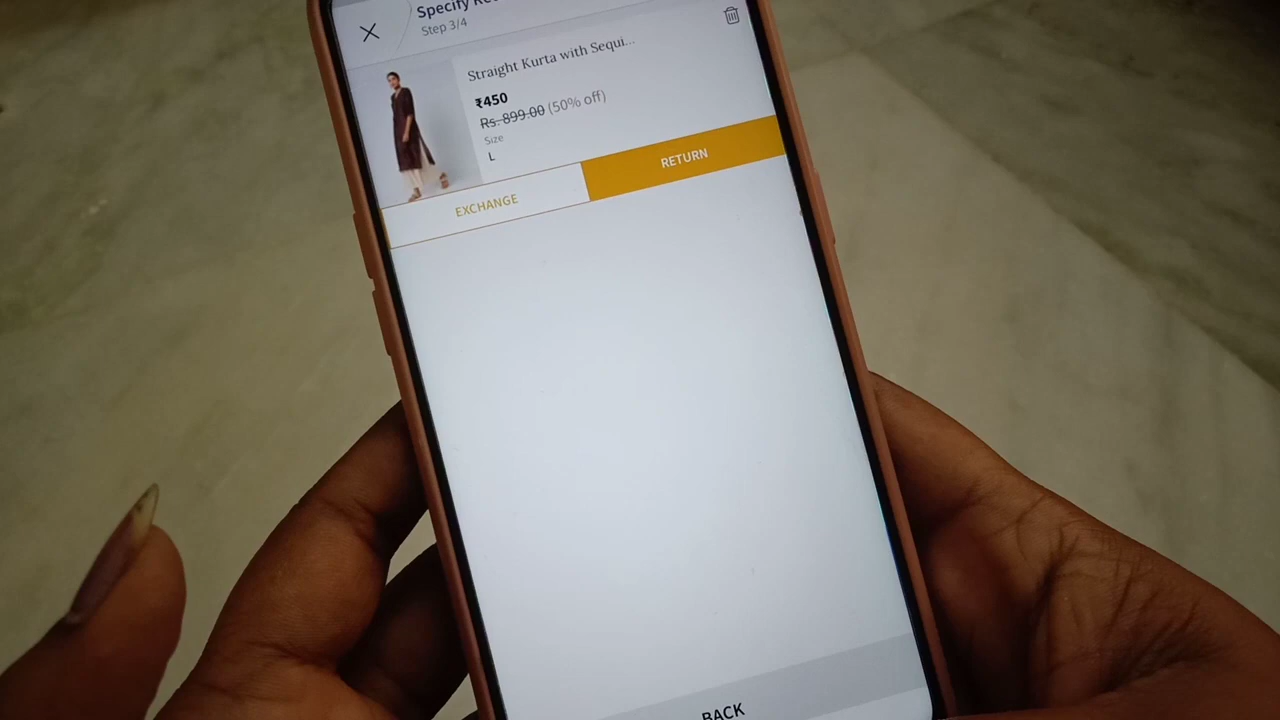 Specify
Step 3/4
Straight Kurta with Sequi...
₹450
Rs. 899.00 (50% off)
Size
L
EXCHANGE
RETURN
BACK